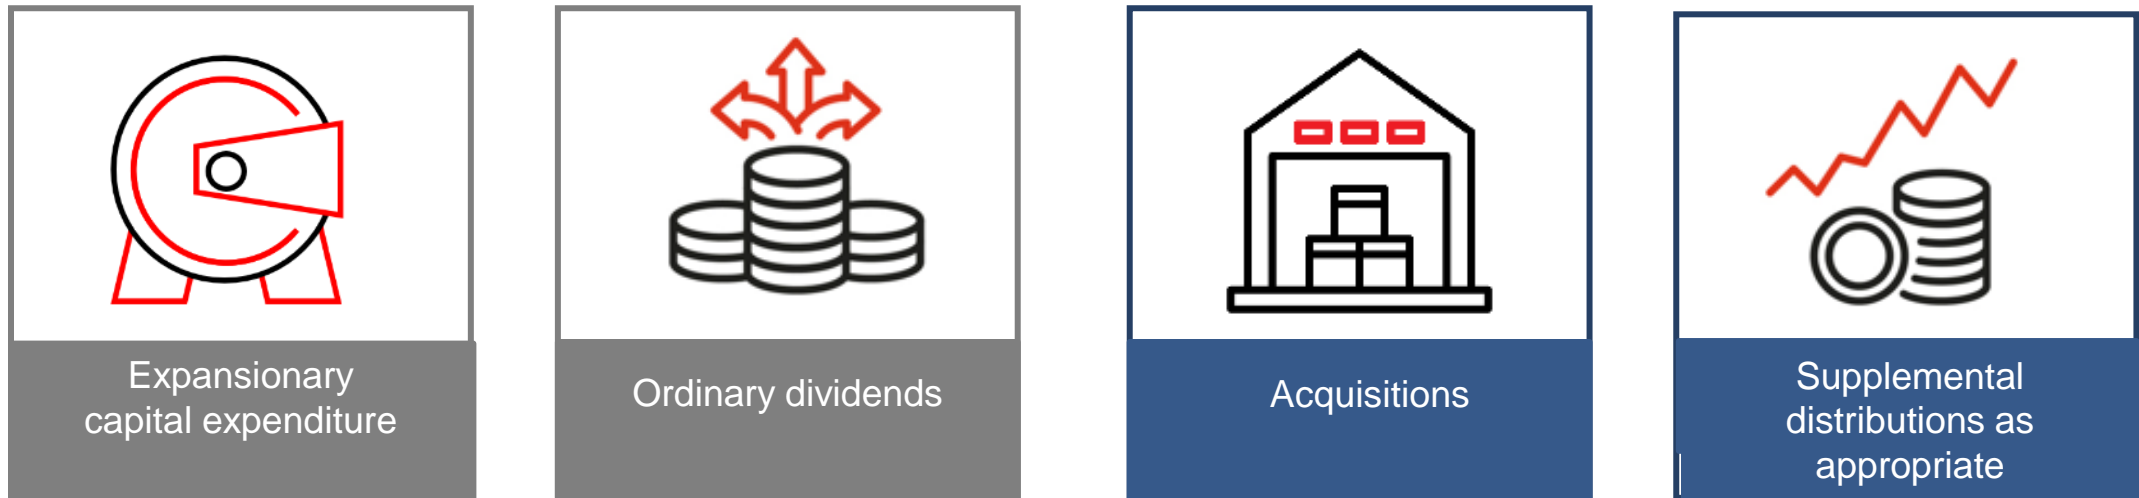 Expansionary
capital expenditure
Ordinary dividends
Acquisitions
Supplemental
distributions as
appropriate